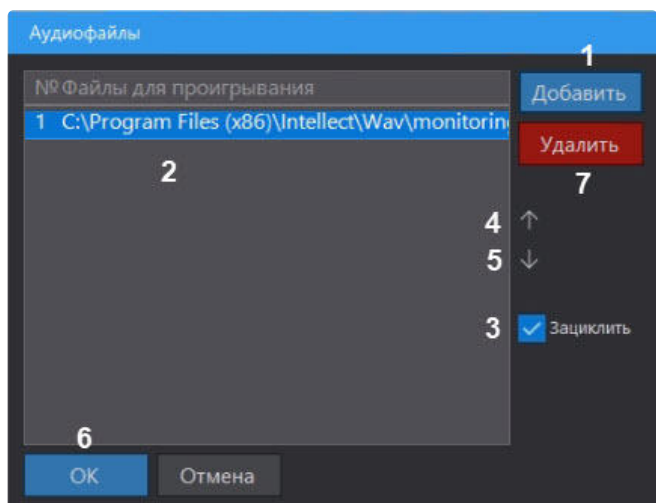 Аудиофайлы
1
№ Файлы для проигрывания
Добавить
1 C:\Program Files (x86)\Intellect\Wav\monitoring
Удалить
2
7
4
5
3
Зациклить
6
OK
Отмена